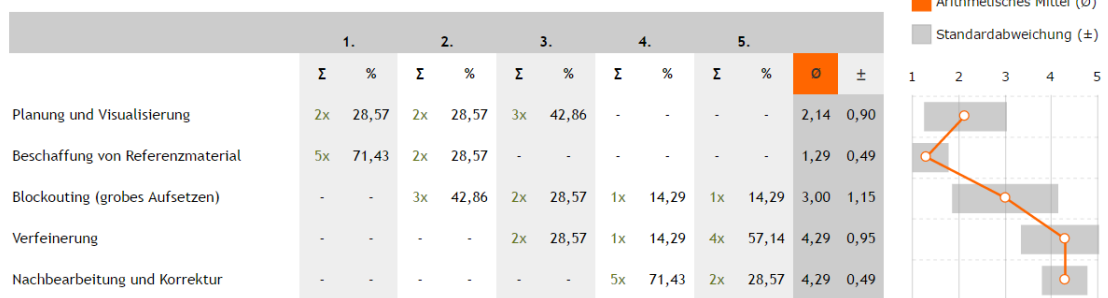 Arithmetisches Mittel (Ø)
Standardabweichung (±)
1. 2. 3. 4. 5.
Σ % Σ % Σ % Σ % Σ % Ø ±
1 2 3 4 5
Planung und Visualisierung 2x 28,57 2x 28,57 3x 42,86 - - - - 2,14 0,90
Beschaffung von Referenzmaterial 5x 71,43 2x 28,57 - - - - - - 1,29 0,49
Blockouting (grobes Aufsetzen) - - 3x 42,86 2x 28,57 1x 14,29 1x 14,29 3,00 1,15
Verfeinerung - - - - 2x 28,57 1x 14,29 4x 57,14 4,29 0,95
Nachbearbeitung und Korrektur - - - - - - 5x 71,43 2x 28,57 4,29 0,49